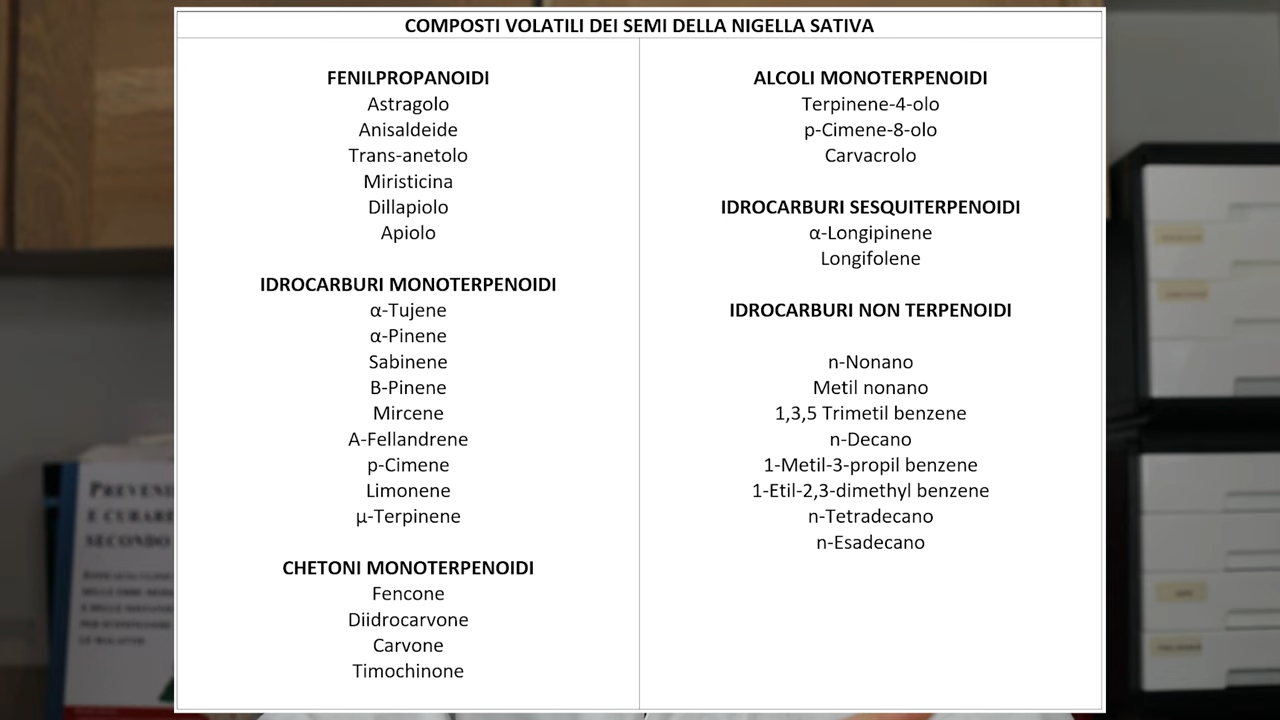 COMPOSTI VOLATILI DEI SEMI DELLA NIGELLA SATIVA
FENILPROPANOIDI
Astragolo
Anisaldeide
Trans-anetolo
Miristicina
Dillapiolo
Apiolo
IDROCARBURI MONOTERPENOIDI
α-Tujene
α-Pinene
Sabinene
B-Pinene
Mircene
A-Fellandrene
p-Cimene
Limonene
µ-Terpinene
CHETONI MONOTERPENOIDI
Fencone
Diidrocarvone
Carvone
Timochinone
ALCOLI MONOTERPENOIDI
Terpinene-4-olo
p-Cimene-8-olo
Carvacrolo
IDROCARBURI SESQUITERPENOIDI
α-Longipinene
Longifolene
IDROCARBURI NON TERPENOIDI
n-Nonano
Metil nonano
1,3,5 Trimetil benzene
n-Decano
1-Metil-3-propil benzene
1-Etil-2,3-dimethyl benzene
n-Tetradecano
n-Esadecano
E CURARE
SECONDO